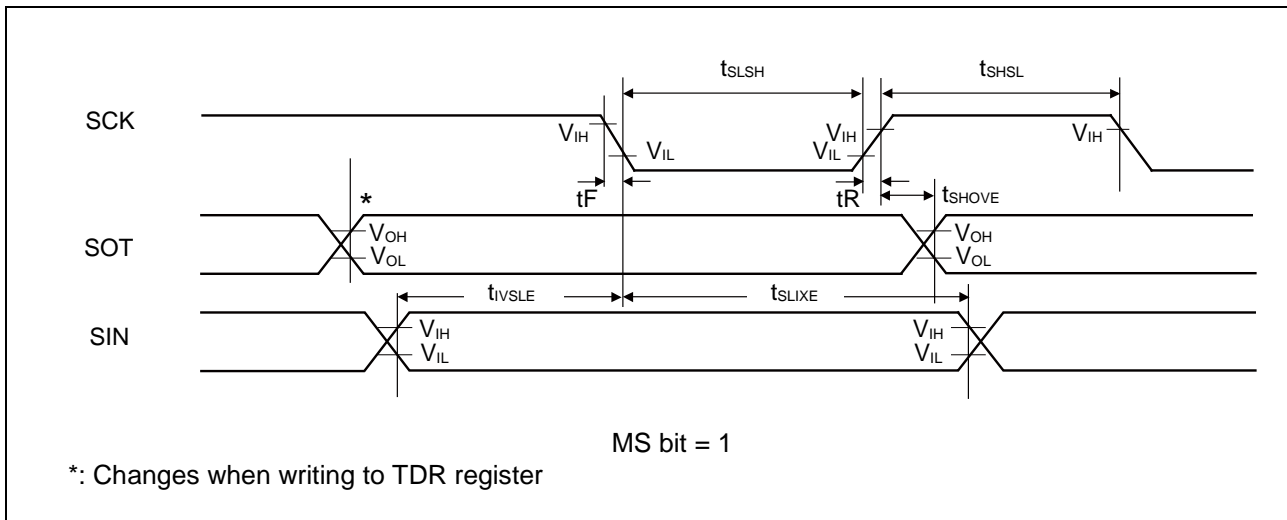 tSLSH
tSHSL
SCK
VIH
VIL
VIH
VIL
VIH
tF
tR
tSHOVE
*
SOT
VOH
VOL
VOH
VOL
tIVSLE
tSLIXE
SIN
VIH
VIL
VIH
VIL
MS bit = 1
*: Changes when writing to TDR register